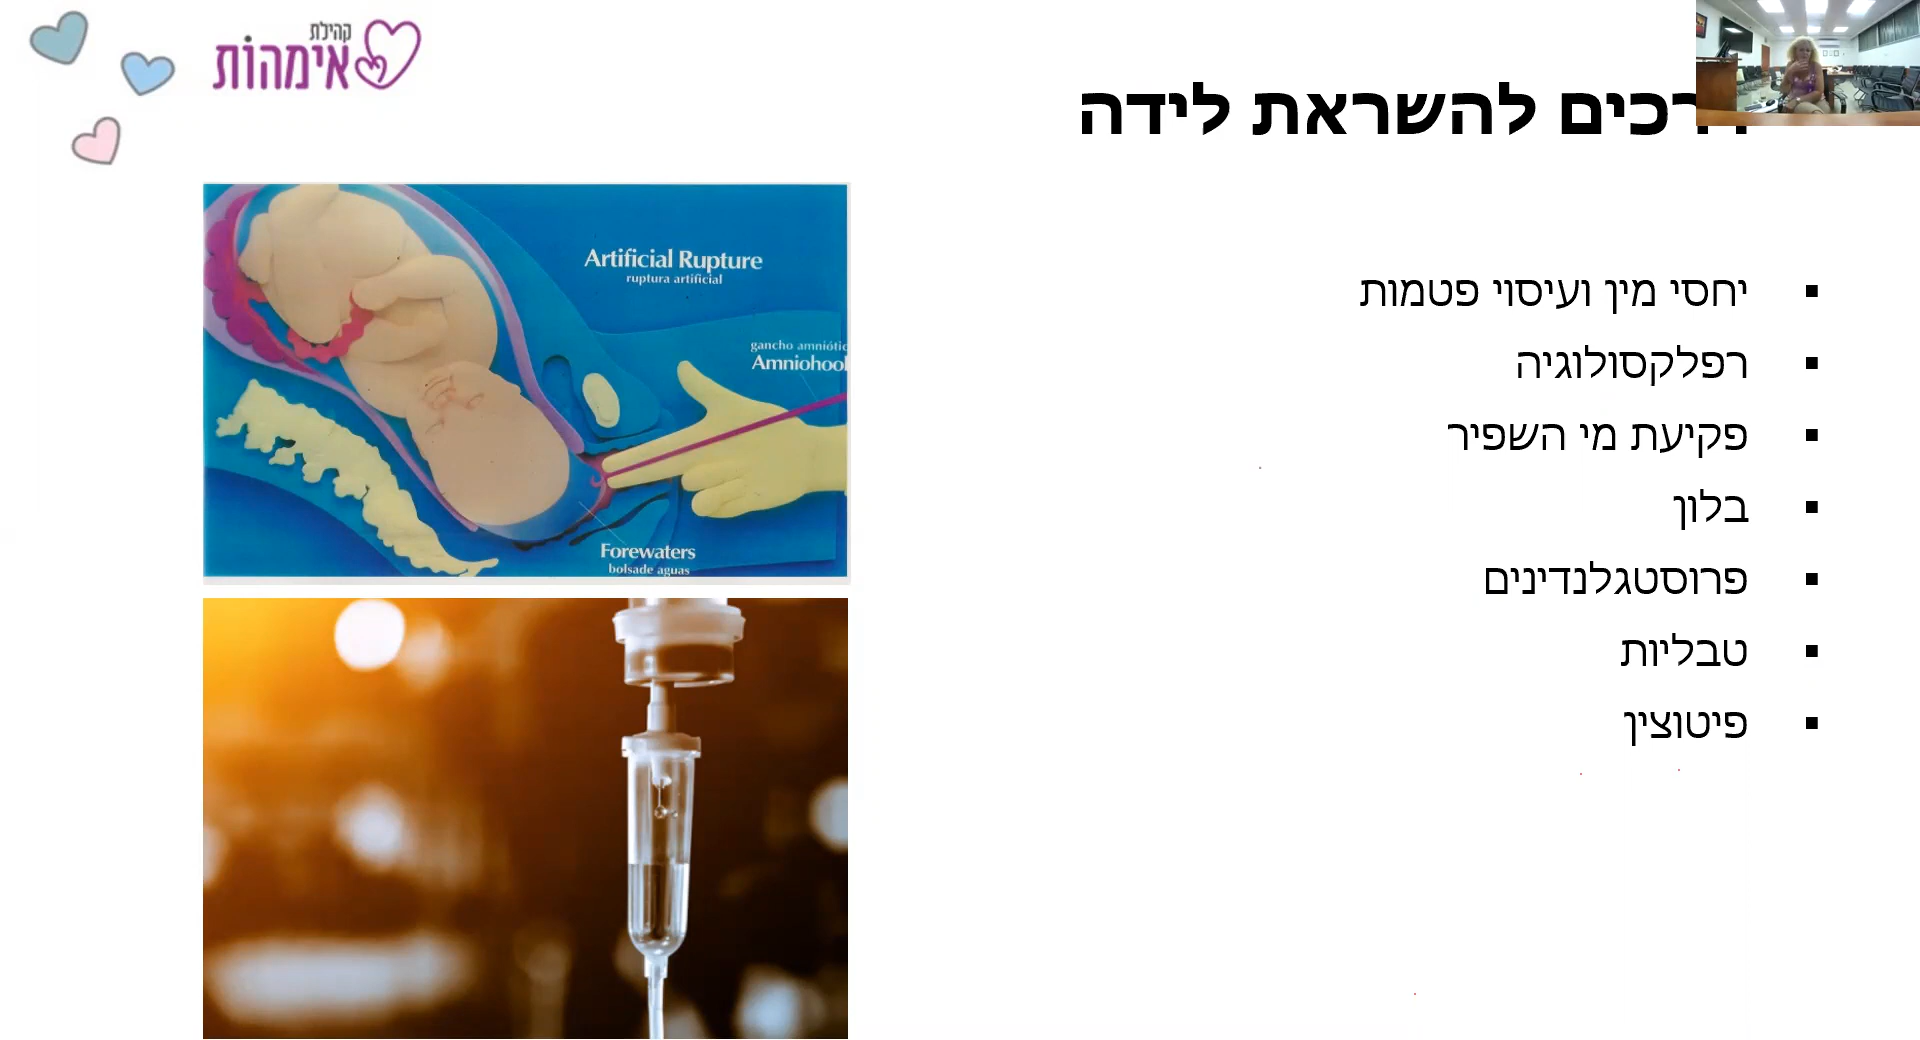 קהילת
אימהות
דרכים להשראת לידה
Artificial Rupture
ruptura artificial
gancho amniótic
Amniohook
Forewaters
bolsade aguas
יחסי מין ועיסוי פטמות
רפלקסולוגיה
פקיעת מי השפיר
בלון
פרוסטגלנדינים
טבליות
פיטוצין